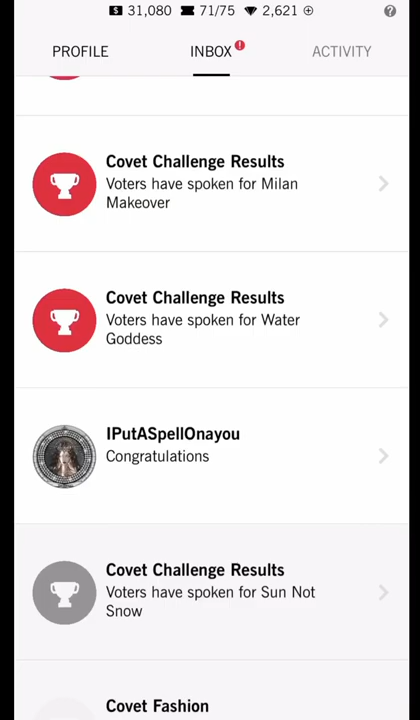 $ 31,080 71/75 2,621
?
PROFILE INBOX ! ACTIVITY
Covet Challenge Results
Voters have spoken for Milan
Makeover
Covet Challenge Results
Voters have spoken for Water
Goddess
IPutASpellOnayou
Congratulations
Covet Challenge Results
Voters have spoken for Sun Not
Snow
Covet Fashion